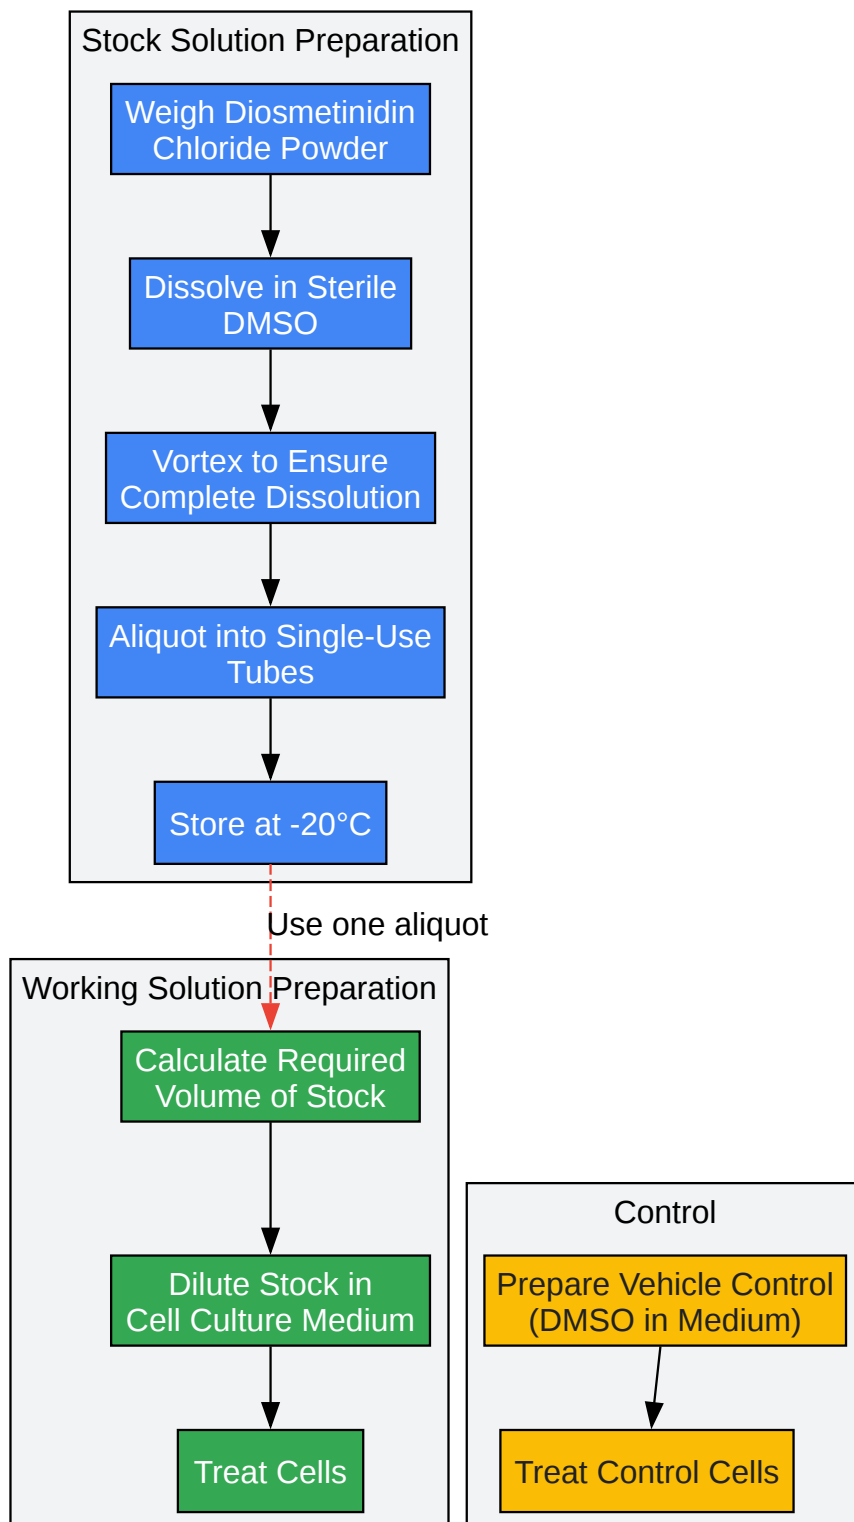 Stock Solution Preparation
Weigh Diosmetinidin
Chloride Powder
Dissolve in Sterile
DMSO
Vortex to Ensure
Complete Dissolution
Aliquot into Single-Use
Tubes
Store at -20°C
Use one aliquot
Working Solution Preparation
Calculate Required
Volume of Stock
Dilute Stock in
Cell Culture Medium
Treat Cells
Control
Prepare Vehicle Control
(DMSO in Medium)
Treat Control Cells